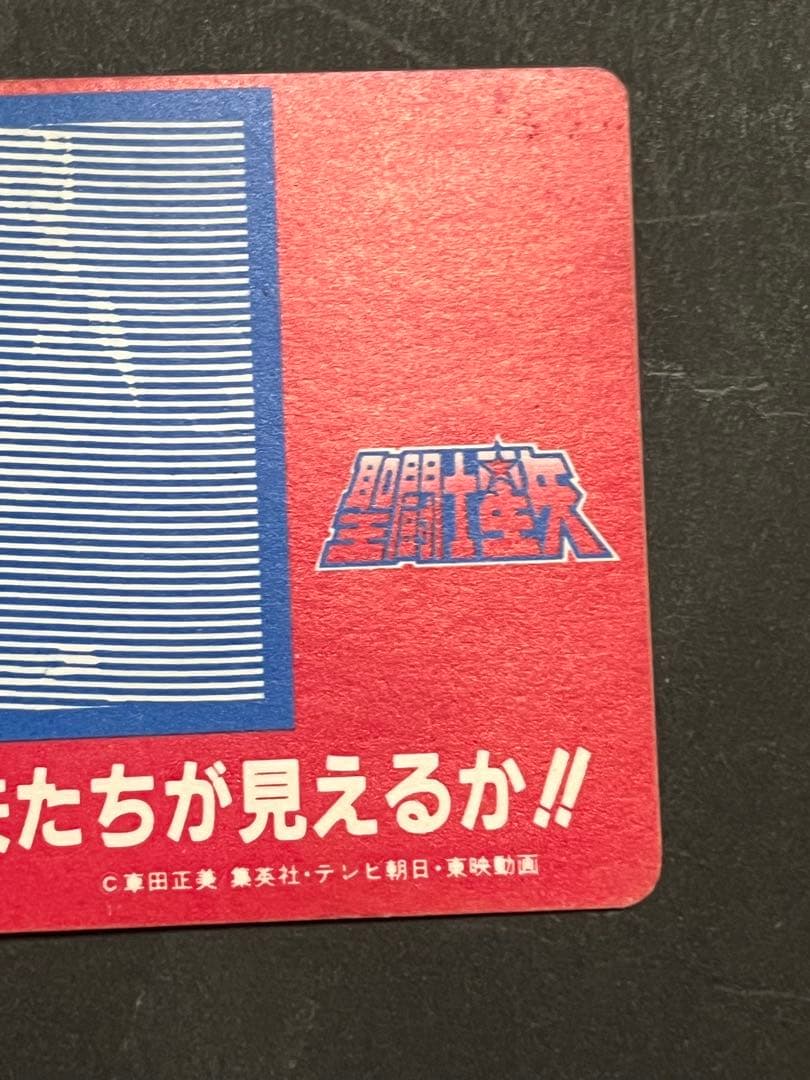 聖闘士星矢
たちが見えるか!!
©車田正美 集英社・テレビ朝日・東映動画